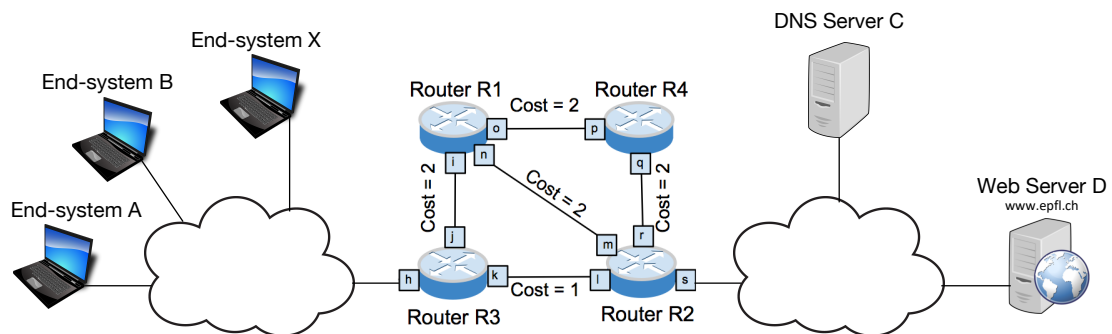 End-system X
DNS Server C
End-system B
Router R1
Router R4
Cost = 2
o
p
n
i
q
Cost = 2
Cost = 2
Cost = 2
Web Server D
www.epfl.ch
End-system A
j
m
r
h
k
l
s
Cost = 1
Router R3
Router R2